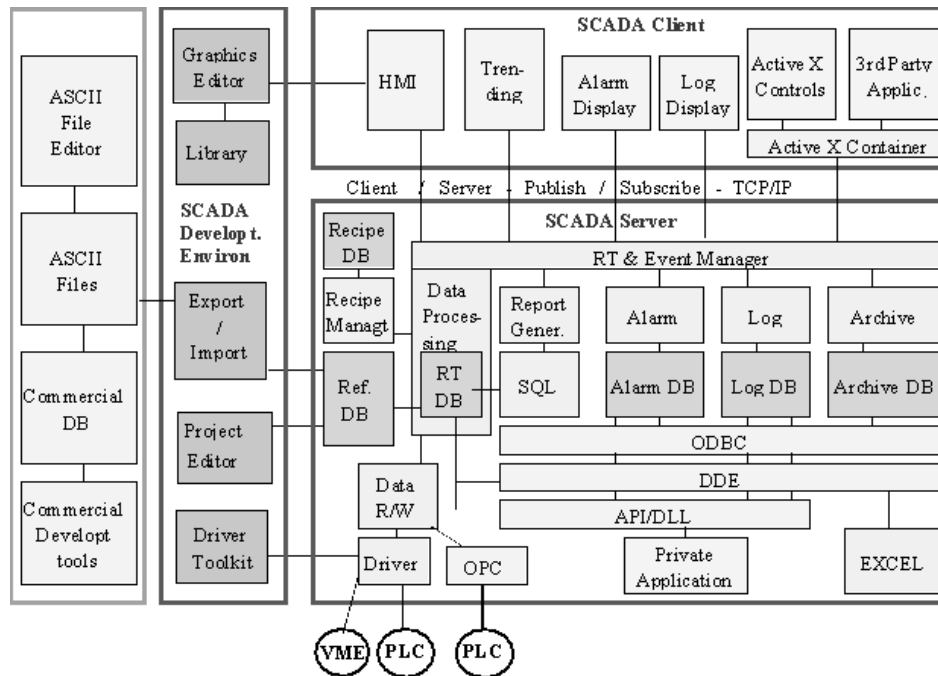 ASCII
File
Editor
ASCII
Files
Commercial
DB
Commercial
Developt
tools
Graphics
Editor
Library
SCADA
Developt.
Environ
Export
/
Import
Project
Editor
Driver
Toolkit
SCADA Client
HMI
Tren-
ding
Alarm
Display
Log
Display
Active X
Controls
3rd Party
Applic.
Active X Container
Client / Server - Publish / Subscribe - TCP/IP
SCADA Server
Recipe
DB
RT & Event Manager
Recipe
Managt
Data
Proces-
sing
Report
Gener.
Alarm
Log
Archive
Ref.
DB
RT
DB
SQL
Alarm DB
Log DB
Archive DB
ODBC
DDE
Data
R/W
API/DLL
Driver
OPC
Private
Application
EXCEL
VME
PLC
PLC